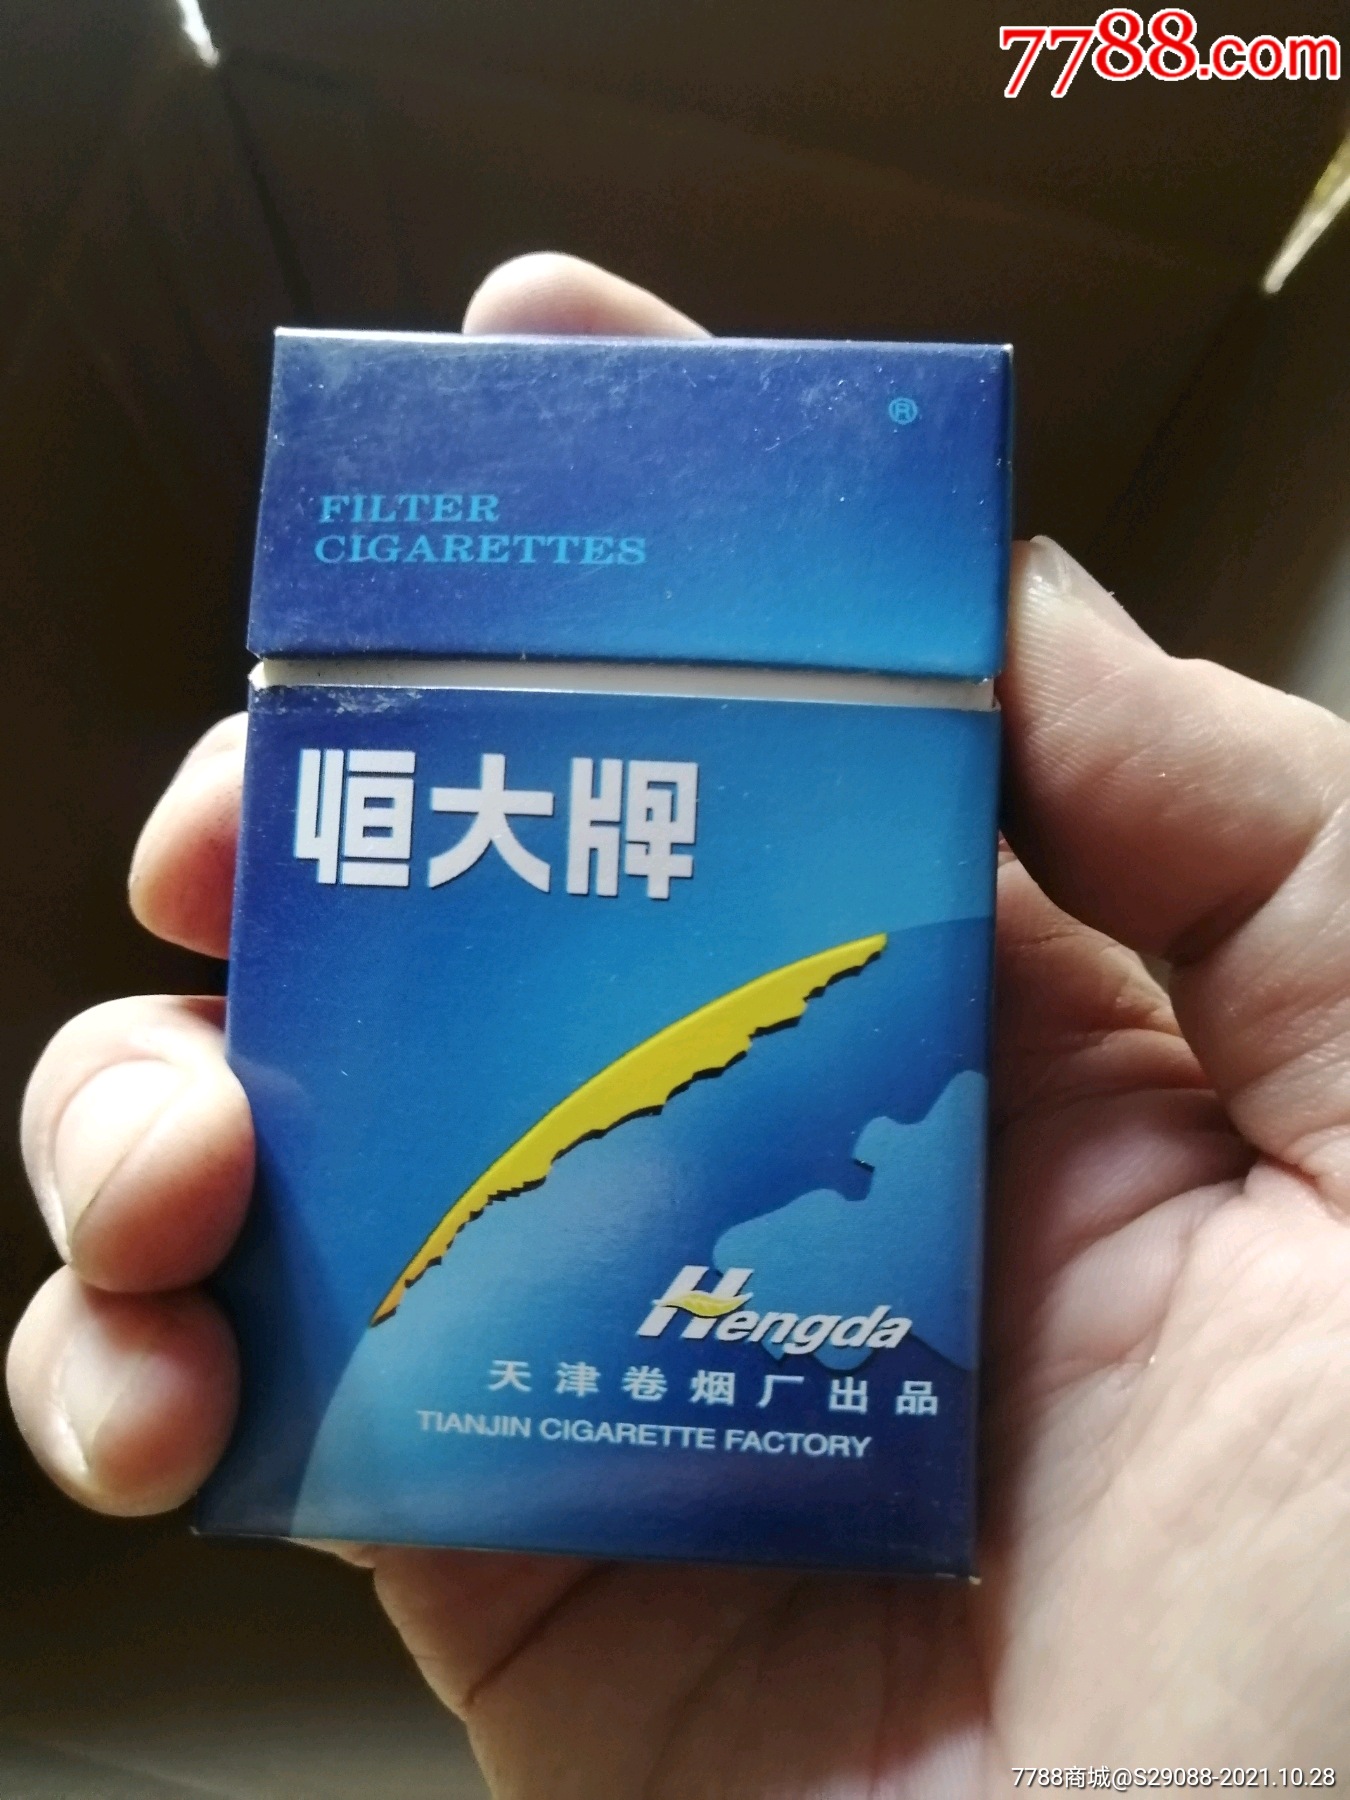 7788.com
®
FILTER
CIGARETTES
恒大牌
Hengda
天津卷烟厂出品
TIANJIN CIGARETTE FACTORY
7788商城@S29088-2021.10.28